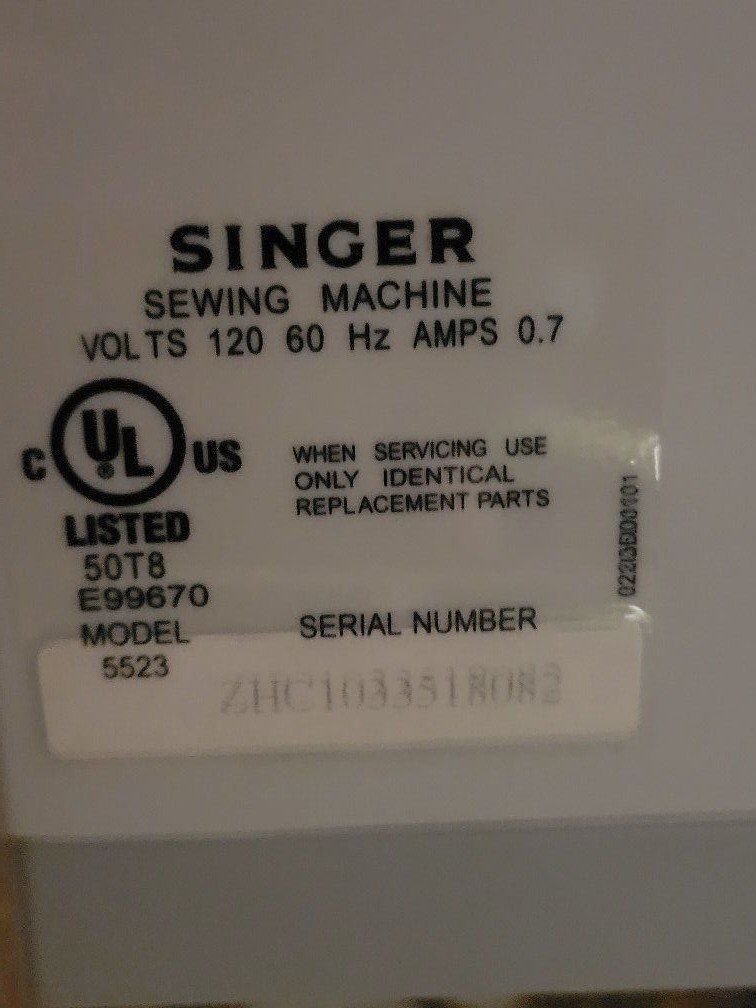 SINGER
SEWING MACHINE
VOLTS 120 60 Hz AMPS 0.7
C UL US
®
LISTED
50T8
E99670
MODEL
5523
WHEN SERVICING USE
ONLY IDENTICAL
REPLACEMENT PARTS
SERIAL NUMBER
ZHC1033518082